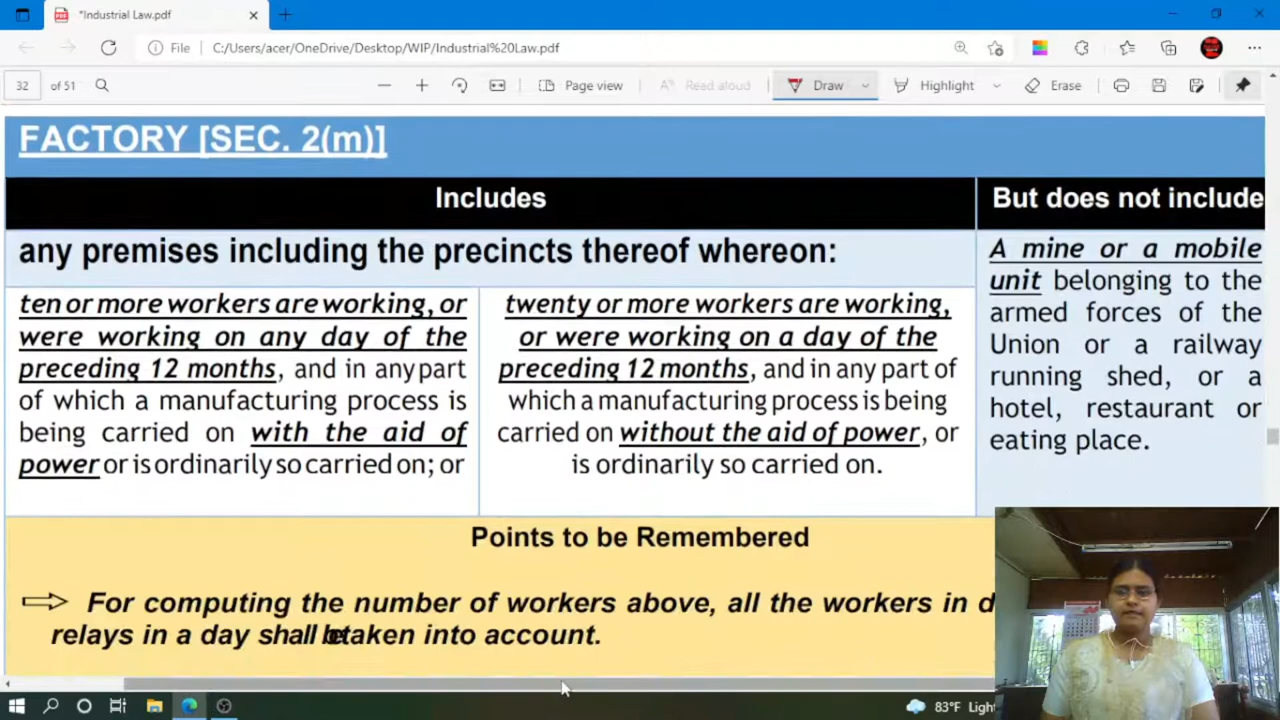 *Industrial Law.pdf
File
C:/Users/acer/OneDrive/Desktop/WIP/Industrial%20Law.pdf
32 of 51
Page view
Read aloud
Draw
Highlight
Erase
FACTORY [SEC. 2(m)]
Includes
But does not include
any premises including the precincts thereof whereon:
ten or more workers are working, or
were working on any day of the
preceding 12 months, and in any part
of which a manufacturing process is
being carried on with the aid of
power or is ordinarily so carried on; or
twenty or more workers are working,
or were working on a day of the
preceding 12 months, and in any part of
which a manufacturing process is being
carried on without the aid of power, or
is ordinarily so carried on.
A mine or a mobile
unit belonging to the
armed forces of the
Union or a railway
running shed, or a
hotel, restaurant or
eating place.
Points to be Remembered
For computing the number of workers above, all the workers in d
relays in a day shall be taken into account.
83°F Light